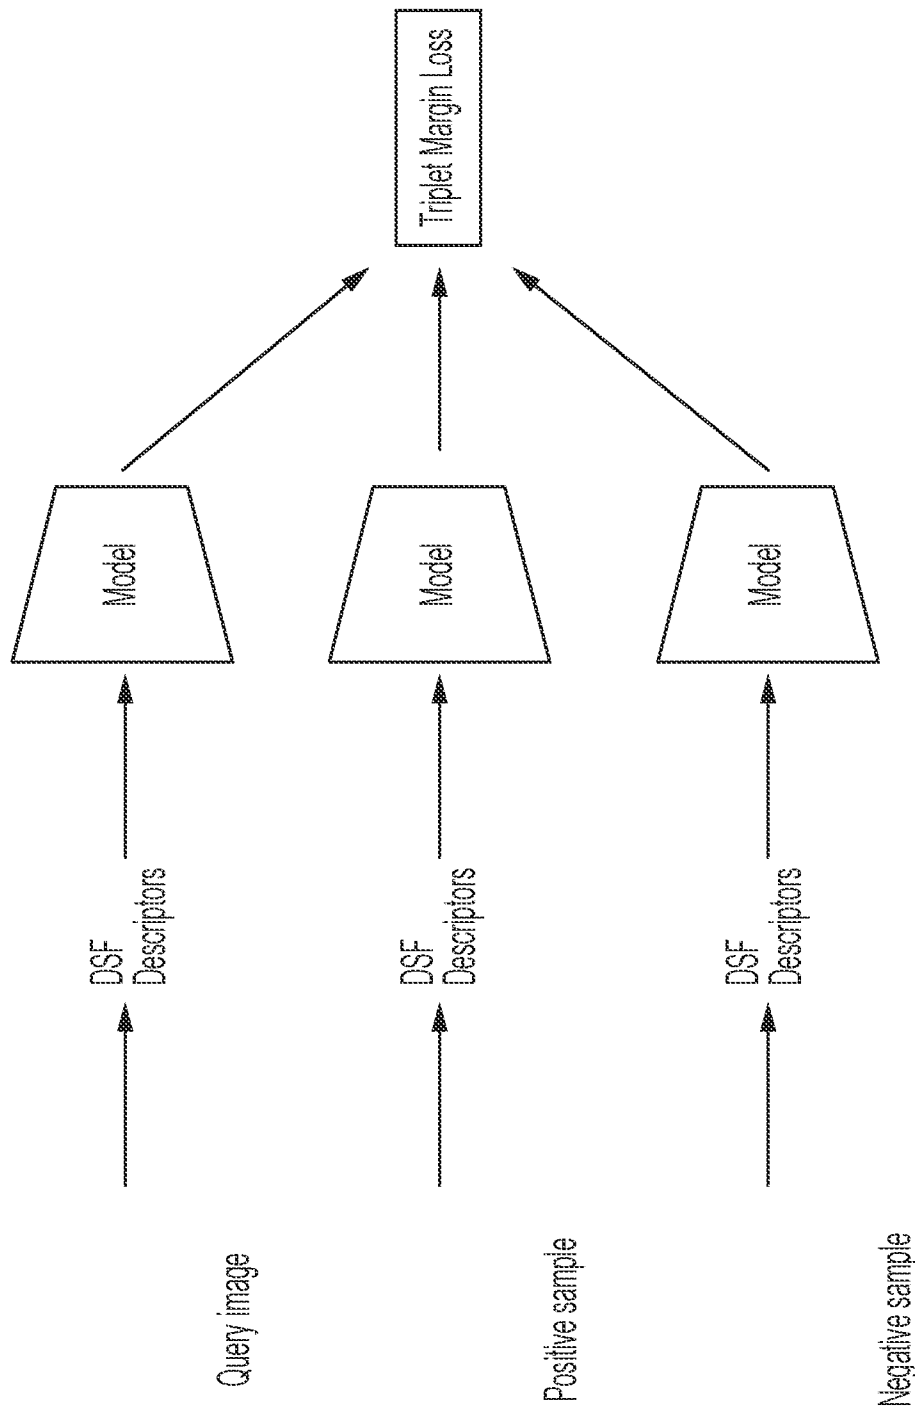 Query image
DSF
Descriptors
Model
Positive sample
DSF
Descriptors
Model
Negative sample
DSF
Descriptors
Model
Triplet Margin Loss